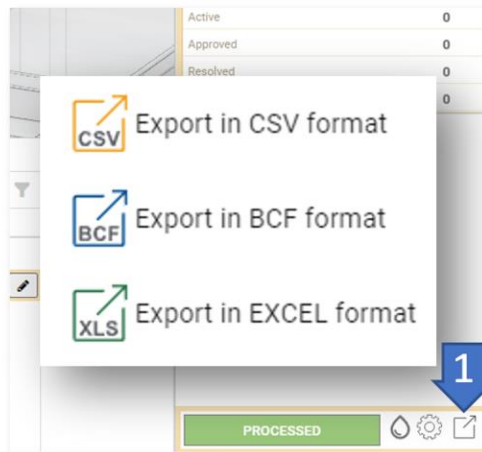 Active 0
Approved 0
Resolved 0
0
CSV Export in CSV format
BCF Export in BCF format
XLS Export in EXCEL format
1
PROCESSED